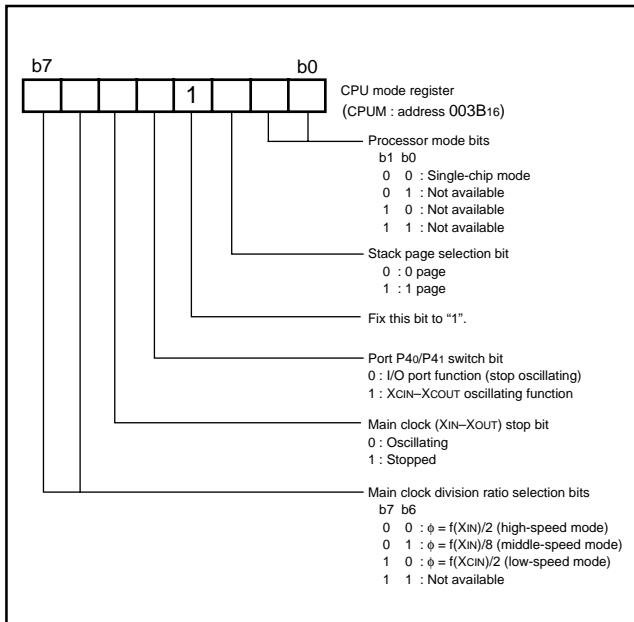 b7 b0
1
CPU mode register
(CPUM : address 003B16)
Processor mode bits
b1 b0
0 0 : Single-chip mode
0 1 : Not available
1 0 : Not available
1 1 : Not available
Stack page selection bit
0 : 0 page
1 : 1 page
Fix this bit to “1”.
Port P40/P41 switch bit
0 : I/O port function (stop oscillating)
1 : XCIN–XCOUT oscillating function
Main clock (XIN–XOUT) stop bit
0 : Oscillating
1 : Stopped
Main clock division ratio selection bits
b7 b6
0 0 : ϕ = f(XIN)/2 (high-speed mode)
0 1 : ϕ = f(XIN)/8 (middle-speed mode)
1 0 : ϕ = f(XCIN)/2 (low-speed mode)
1 1 : Not available